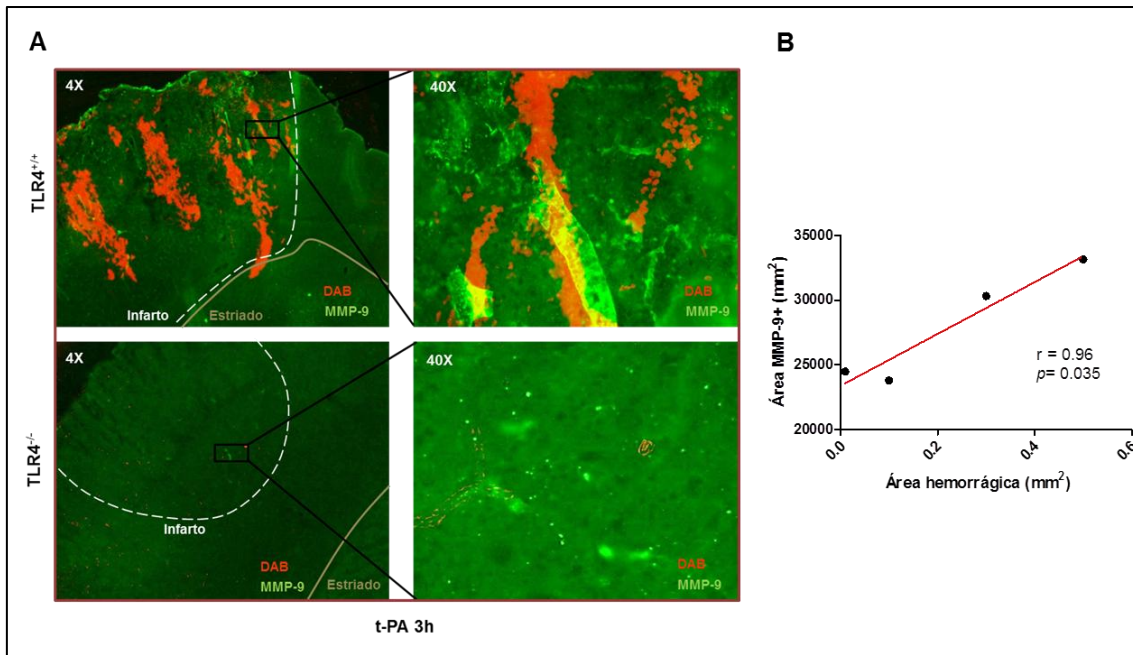 A
4X
TLR4+/+
Infarto
Estriado
DAB
MMP-9
40X
DAB
MMP-9
4X
TLR4-/-
Infarto
DAB
MMP-9
Estriado
40X
DAB
MMP-9
t-PA 3h
B
Área MMP-9+ (mm2)
35000
30000
25000
20000
r = 0.96
p= 0.035
0.0
0.2
0.4
0.6
Área hemorrágica (mm2)